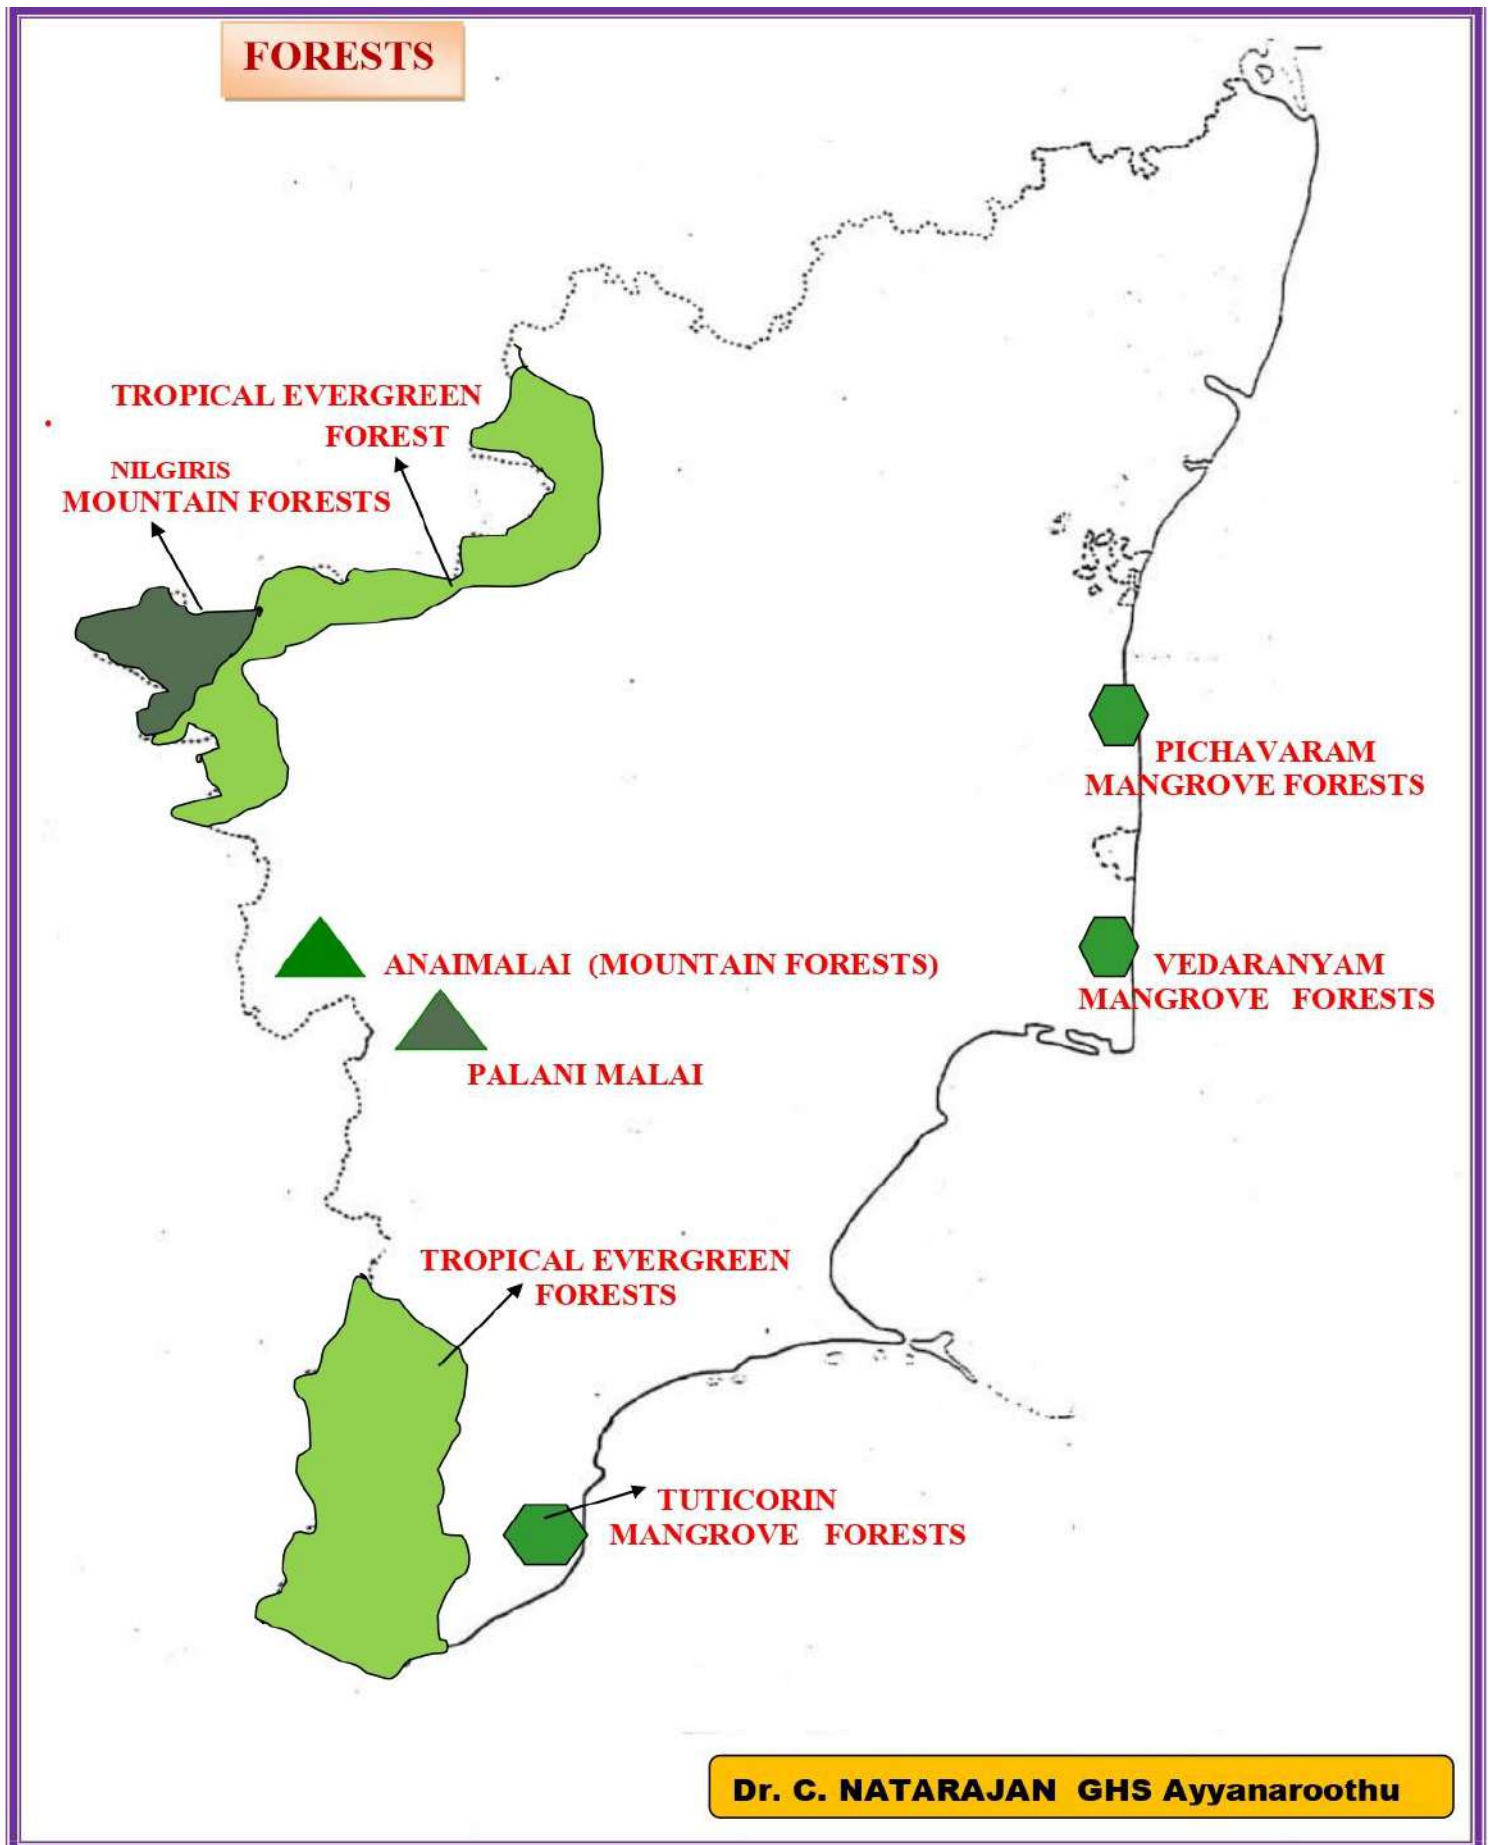 FORESTS
TROPICAL EVERGREEN
FOREST
NILGIRIS
MOUNTAIN FORESTS
PICHAVARAM
MANGROVE FORESTS
ANAIMALAI (MOUNTAIN FORESTS)
VEDARANYAM
MANGROVE FORESTS
PALANI MALAI
TROPICAL EVERGREEN
FORESTS
TUTICORIN
MANGROVE FORESTS
Dr. C. NATARAJAN GHS Ayyanaroothu